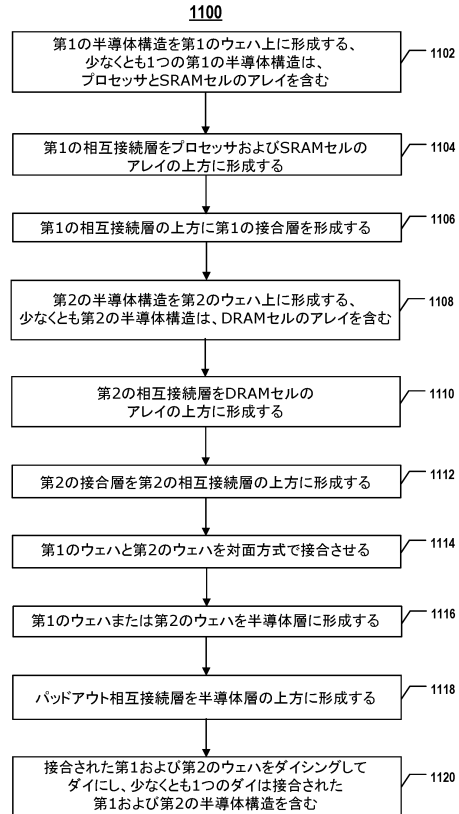 1100
第1の半導体構造を第1のウェハ上に形成する、
少なくとも1つの第1の半導体構造は、
プロセッサとSRAMセルのアレイを含む
1102
第1の相互接続層をプロセッサおよびSRAMセルの
アレイの上方に形成する
1104
第1の相互接続層の上方に第1の接合層を形成する
1106
第2の半導体構造を第2のウェハ上に形成する、
少なくとも第2の半導体構造は、DRAMセルのアレイを含む
1108
第2の相互接続層をDRAMセルの
アレイの上方に形成する
1110
第2の接合層を第2の相互接続層の上方に形成する
1112
第1のウェハと第2のウェハを対面方式で接合させる
1114
第1のウェハまたは第2のウェハを半導体層に形成する
1116
パッドアウト相互接続層を半導体層の上方に形成する
1118
接合された第1および第2のウェハをダイシングして
ダイにし、少なくとも1つのダイは接合された
第1および第2の半導体構造を含む
1120